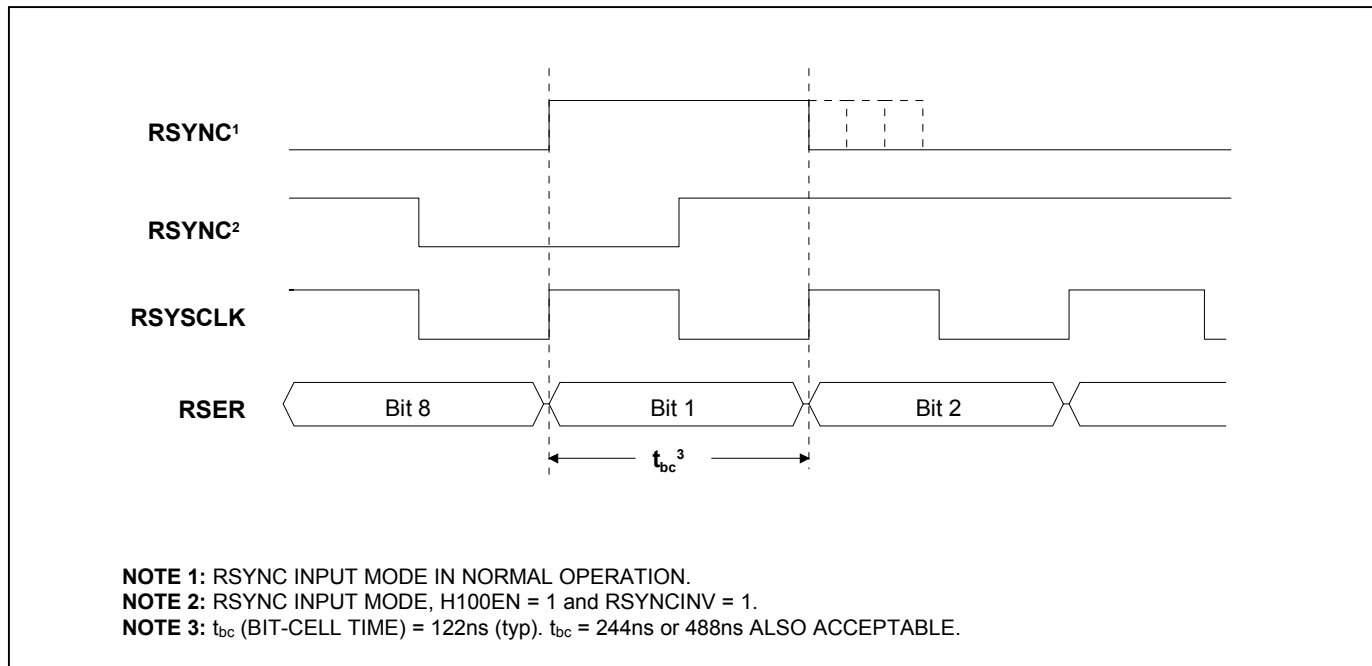 RSYNC¹
RSYNC²
RSYSCLK
RSER
Bit 8
Bit 1
Bit 2
tbc³
NOTE 1: RSYNC INPUT MODE IN NORMAL OPERATION.
NOTE 2: RSYNC INPUT MODE, H100EN = 1 and RSYNCINV = 1.
NOTE 3: tbc (BIT-CELL TIME) = 122ns (typ). tbc = 244ns or 488ns ALSO ACCEPTABLE.